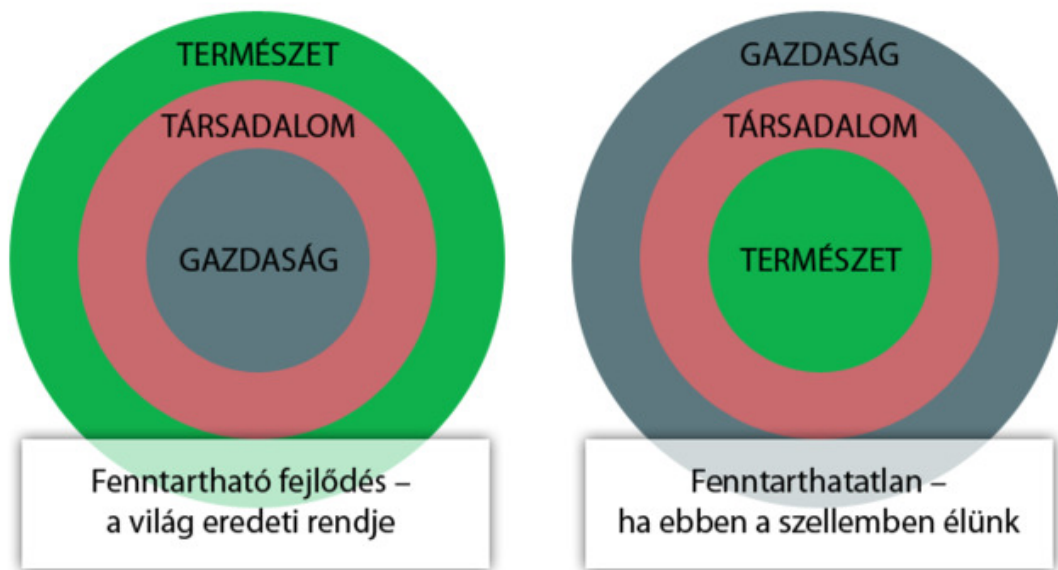 TERMÉSZET
TÁRSADALOM
GAZDASÁG
Fenntartható fejlődés –
a világ eredeti rendje
GAZDASÁG
TÁRSADALOM
TERMÉSZET
Fenntarthatatlan –
ha ebben a szellemben élünk